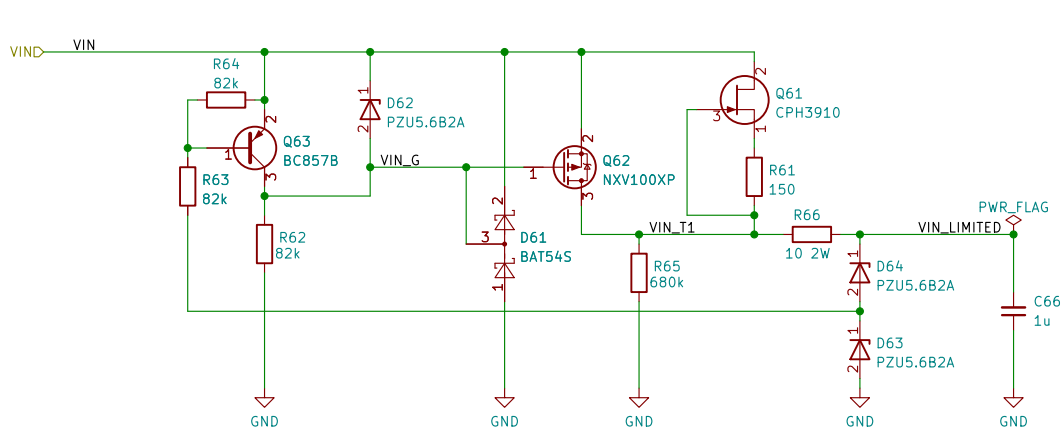 VIN
VIN
R64
82k
2
Q63
BC857B
1
3
R63
82k
R62
82k
GND
1
D62
PZU5.6B2A
2
VIN_G
2
3
D61
BAT54S
1
GND
2
Q62
NXV100XP
1
3
2
Q61
CPH3910
3
1
R61
150
VIN_T1
R65
680k
GND
R66
10 2W
PWR_FLAG
VIN_LIMITED
1
D64
PZU5.6B2A
2
1
D63
PZU5.6B2A
2
GND
C66
1u
GND